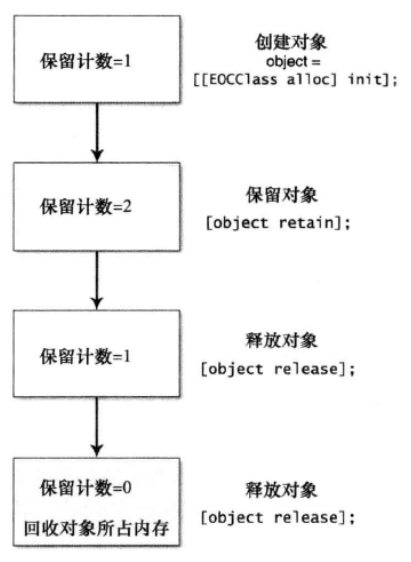 保留计数=1
创建对象
object =
[[EOCClass alloc] init];
保留计数=2
保留对象
[object retain];
保留计数=1
释放对象
[object release];
保留计数=0
回收对象所占内存
释放对象
[object release];